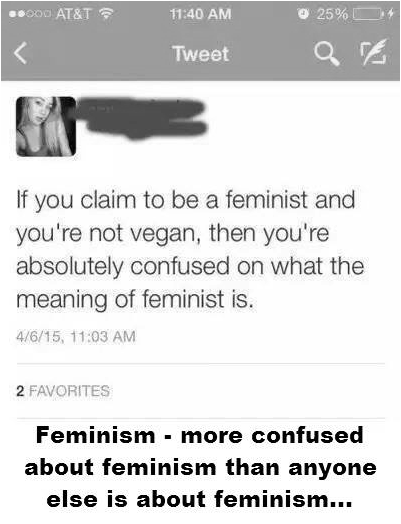 AT&T 11:40 AM 25%
Tweet
If you claim to be a feminist and
you're not vegan, then you're
absolutely confused on what the
meaning of feminist is.
4/6/15, 11:03 AM
2 FAVORITES
Feminism - more confused
about feminism than anyone
else is about feminism...